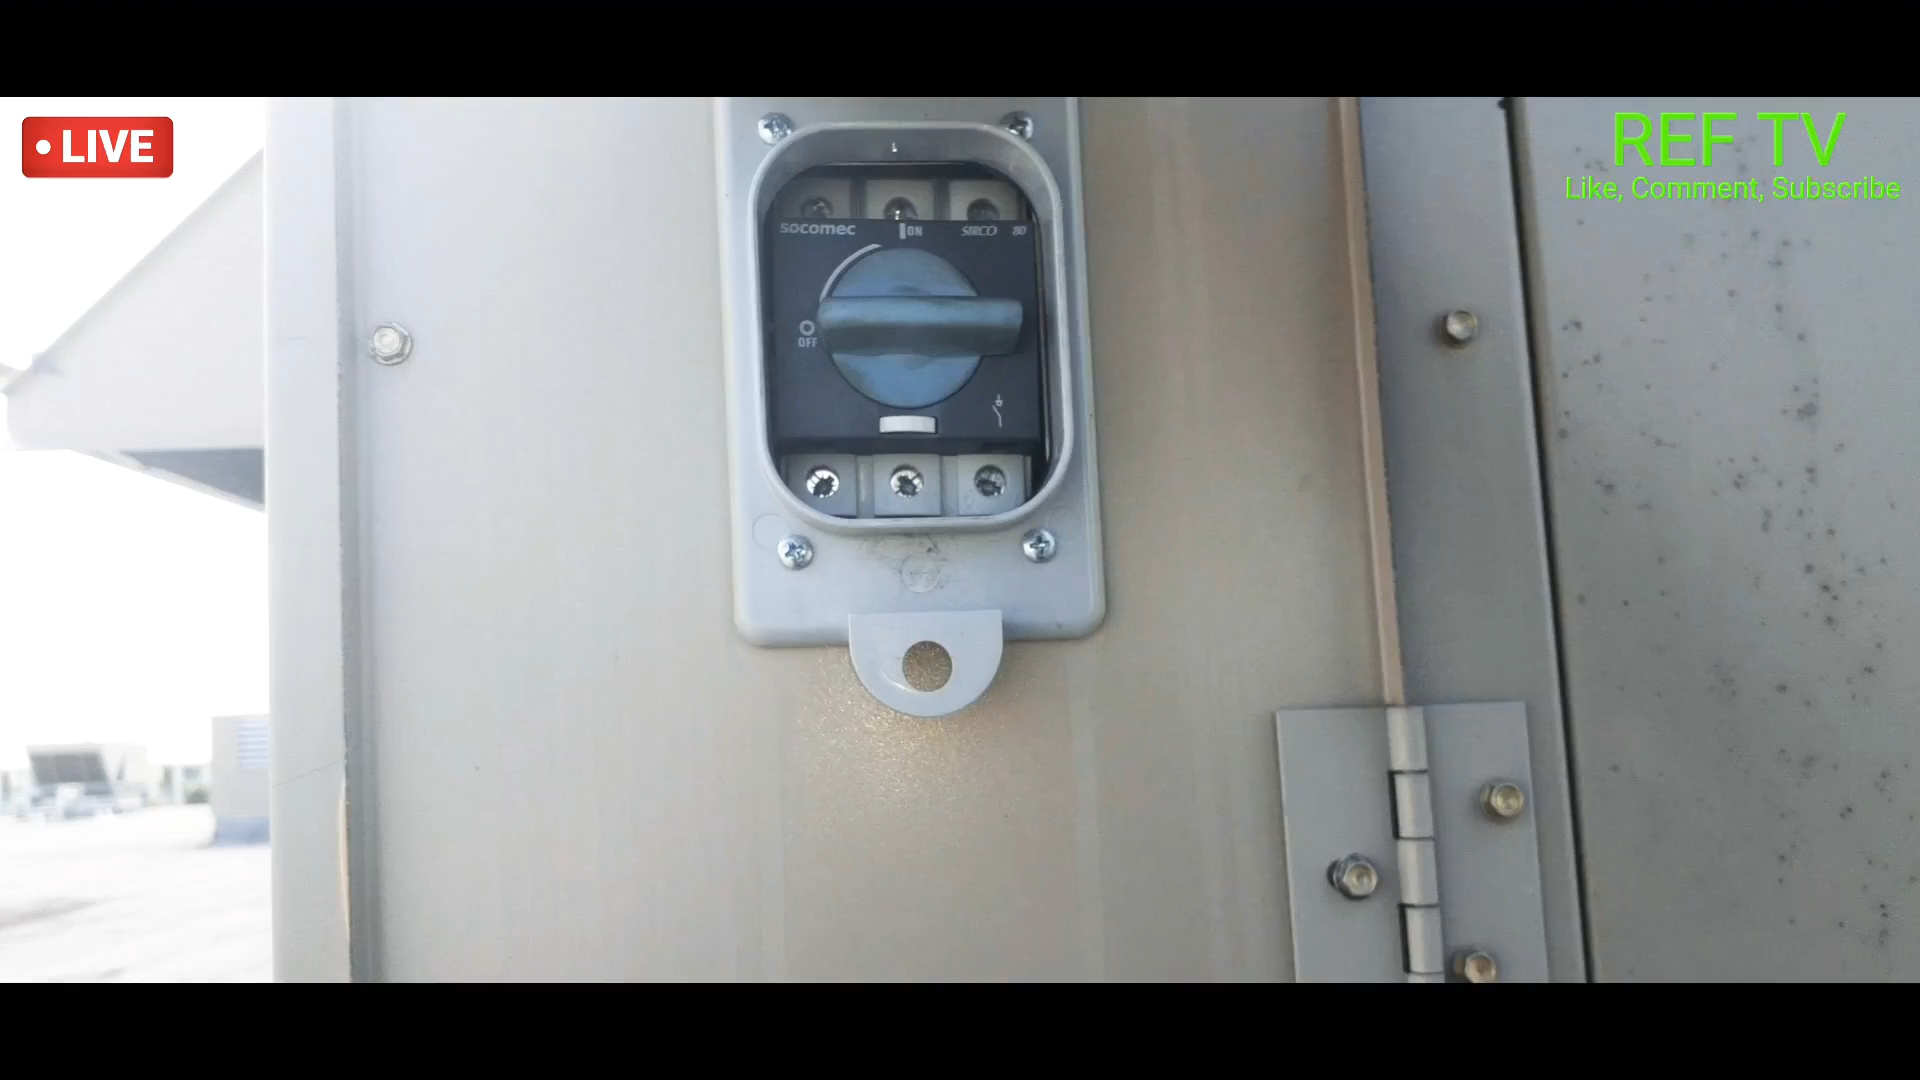 • LIVE
REF TV
Like, Comment, Subscribe
socomec
ON
SIRCO 80
OFF